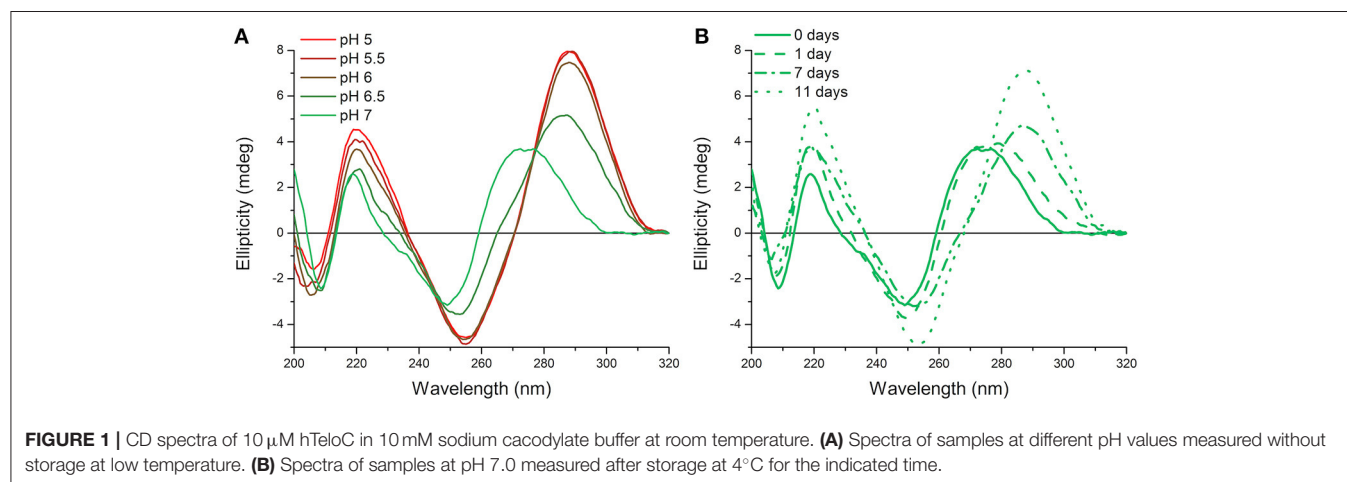 A
pH 5
pH 5.5
pH 6
pH 6.5
pH 7
8
6
4
2
0
-2
-4
Ellipticity (mdeg)
200 220 240 260 280 300 320
Wavelength (nm)
B
0 days
1 day
7 days
11 days
8
6
4
2
0
-2
-4
Ellipticity (mdeg)
200 220 240 260 280 300 320
Wavelength (nm)
FIGURE 1 | CD spectra of 10 μM hTeloC in 10 mM sodium cacodylate buffer at room temperature. (A) Spectra of samples at different pH values measured without
storage at low temperature. (B) Spectra of samples at pH 7.0 measured after storage at 4°C for the indicated time.